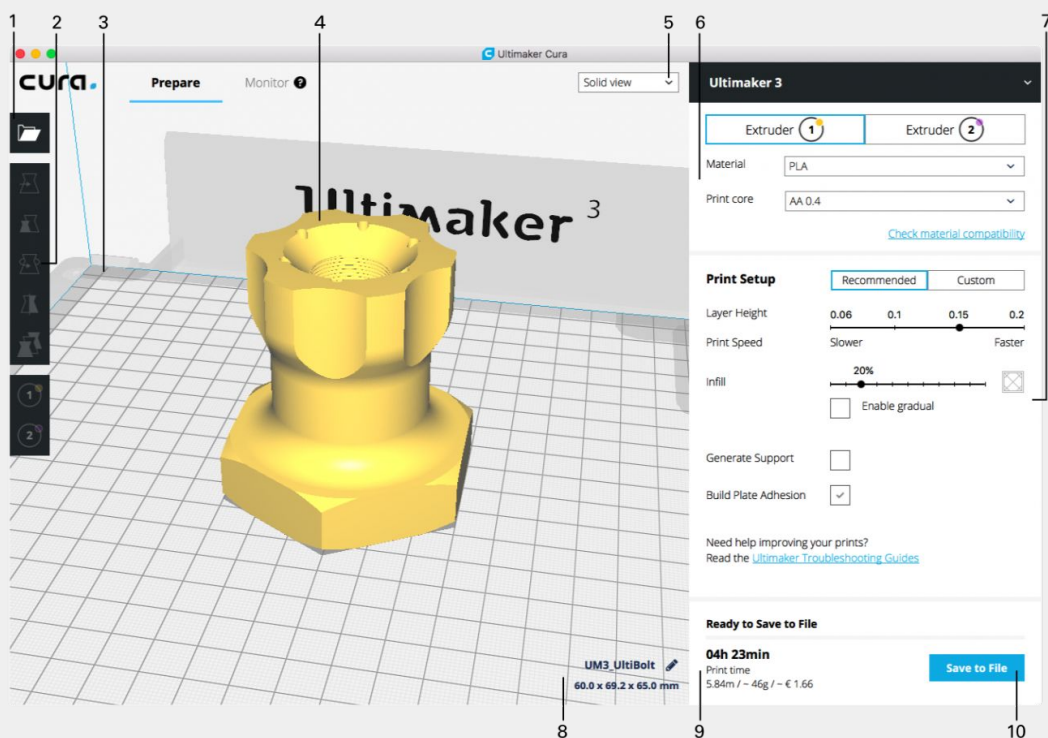 1 2 3 4 5 6 7
Ultimaker Cura
cura.
Prepare
Monitor ?
Solid view
Ultimaker 3
Extruder 1
Extruder 2
Material
PLA
Print core
AA 0.4
Check material compatibility
Ultimaker 3
1
2
Print Setup
Recommended
Custom
Layer Height
0.06 0.1 0.15 0.2
Print Speed
Slower
Faster
20%
Infill
Enable gradual
Generate Support
Build Plate Adhesion
Need help improving your prints?
Read the Ultimaker Troubleshooting Guides
Ready to Save to File
04h 23min
Print time
5.84m / ~ 46g / ~ € 1.66
Save to File
UM3_UltiBolt
60.0 x 69.2 x 65.0 mm
8 9 10